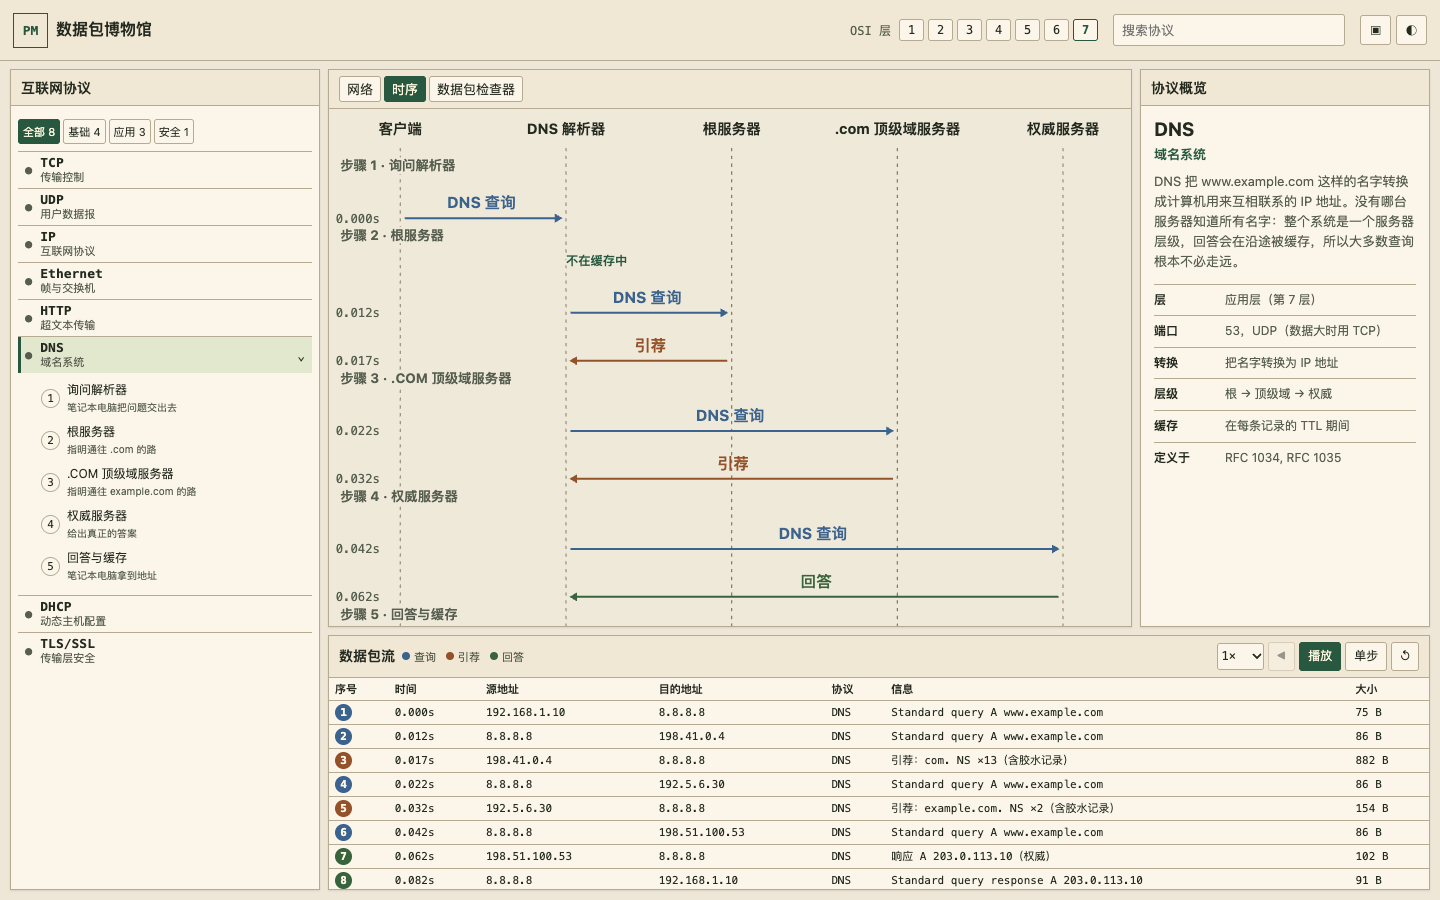 PM 数据包博物馆
OSI 层 1 2 3 4 5 6 7
搜索协议
互联网协议
全部 8 基础 4 应用 3 安全 1
TCP
传输控制
UDP
用户数据报
IP
互联网协议
Ethernet
帧与交换机
HTTP
超文本传输
DNS
域名系统
1 询问解析器
笔记本电脑把问题交出去
2 根服务器
指明通往 .com 的路
3 .COM 顶级域服务器
指明通往 example.com 的路
4 权威服务器
给出真正的答案
5 回答与缓存
笔记本电脑拿到地址
DHCP
动态主机配置
TLS/SSL
传输层安全
网络 时序 数据包检查器
客户端 DNS 解析器 根服务器 .com 顶级域服务器 权威服务器
步骤 1 · 询问解析器
DNS 查询
0.000s
步骤 2 · 根服务器
不在缓存中
DNS 查询
0.012s
引荐
0.017s
步骤 3 · .COM 顶级域服务器
DNS 查询
0.022s
引荐
0.032s
步骤 4 · 权威服务器
DNS 查询
0.042s
回答
0.062s
步骤 5 · 回答与缓存
协议概览
DNS
域名系统
DNS 把 www.example.com 这样的名字转换
成计算机用来互相联系的 IP 地址。没有哪台
服务器知道所有名字：整个系统是一个服务器
层级，回答会在沿途被缓存，所以大多数查询
根本不必走远。
层 应用层（第 7 层）
端口 53，UDP（数据大时用 TCP）
转换 把名字转换为 IP 地址
层级 根 → 顶级域 → 权威
缓存 在每条记录的 TTL 期间
定义于 RFC 1034, RFC 1035
数据包流 查询 引荐 回答
1× 播放 单步
序号 时间 源地址 目的地址 协议 信息 大小
1 0.000s 192.168.1.10 8.8.8.8 DNS Standard query A www.example.com 75 B
2 0.012s 8.8.8.8 198.41.0.4 DNS Standard query A www.example.com 86 B
3 0.017s 198.41.0.4 8.8.8.8 DNS 引荐：com. NS ×13（含胶水记录） 882 B
4 0.022s 8.8.8.8 192.5.6.30 DNS Standard query A www.example.com 86 B
5 0.032s 192.5.6.30 8.8.8.8 DNS 引荐：example.com. NS ×2（含胶水记录） 154 B
6 0.042s 8.8.8.8 198.51.100.53 DNS Standard query A www.example.com 86 B
7 0.062s 198.51.100.53 8.8.8.8 DNS 响应 A 203.0.113.10（权威） 102 B
8 0.082s 8.8.8.8 192.168.1.10 DNS Standard query response A 203.0.113.10 91 B